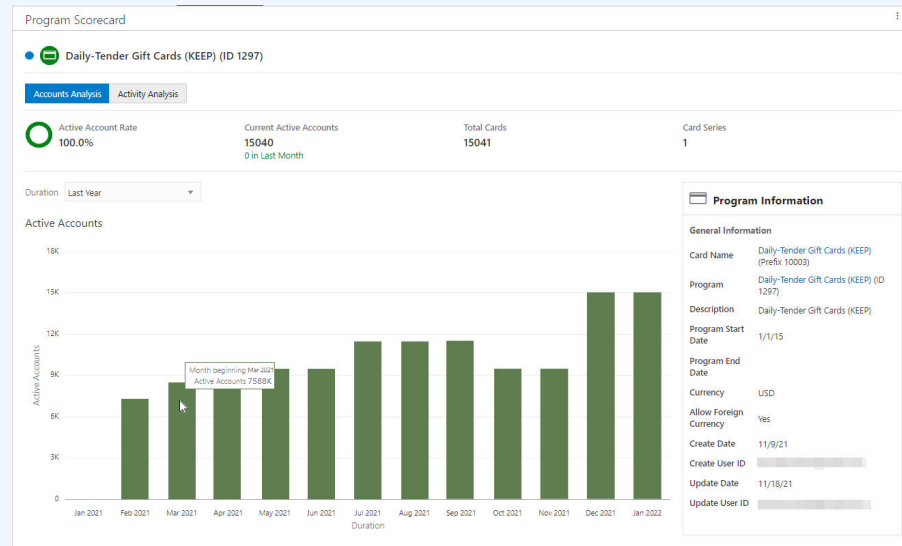 Program Scorecard
Daily-Tender Gift Cards (KEEP) (ID 1297)
Accounts Analysis
Activity Analysis
Active Account Rate
100.0%
Current Active Accounts
15040
0 in Last Month
Total Cards
15041
Card Series
1
Duration
Last Year
Active Accounts
18K
15K
12K
9K
6K
3K
0
Active Accounts
Month beginning Mar 2021
Active Accounts 7588K
Jan 2021
Feb 2021
Mar 2021
Apr 2021
May 2021
Jun 2021
Jul 2021
Aug 2021
Sep 2021
Oct 2021
Nov 2021
Dec 2021
Jan 2022
Duration
Program Information
General Information
Card Name
Daily-Tender Gift Cards (KEEP)
(Prefix 10003)
Program
Daily-Tender Gift Cards (KEEP) (ID
1297)
Description
Daily-Tender Gift Cards (KEEP)
Program Start
Date
1/1/15
Program End
Date
Currency
USD
Allow Foreign
Currency
Yes
Create Date
11/9/21
Create User ID
Update Date
11/18/21
Update User ID